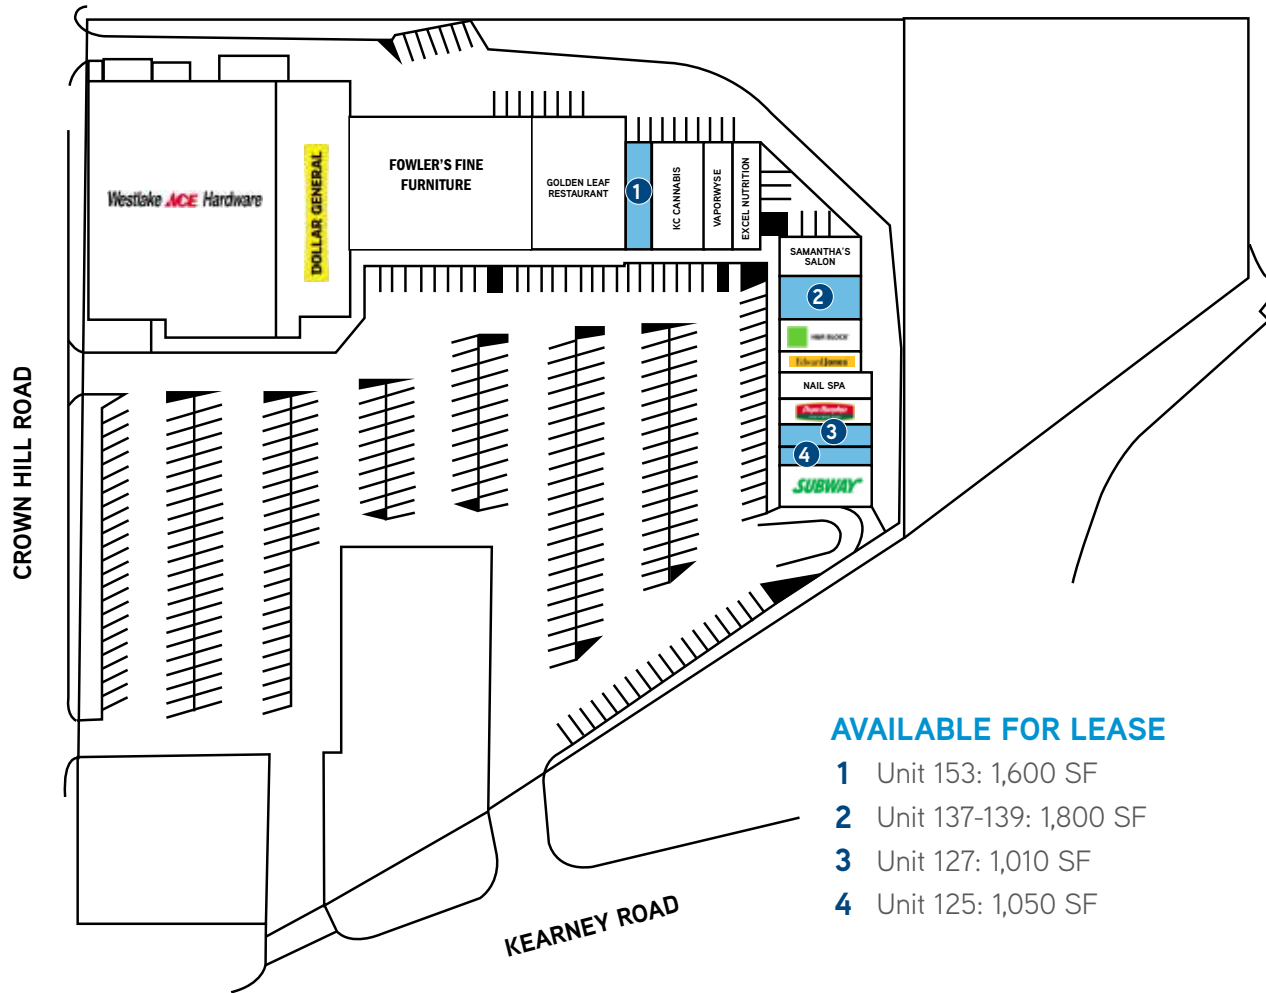 Westlake ACE Hardware
DOLLAR GENERAL
FOWLER'S FINE
FURNITURE
GOLDEN LEAF
RESTAURANT
1
KC CANNABIS
VAPORWYSE
EXCEL NUTRITION
SAMANTHA'S
SALON
2
H&R BLOCK
Edward Jones
NAIL SPA
Papa Murphy's
3
4
SUBWAY
CROWN HILL ROAD
KEARNEY ROAD
AVAILABLE FOR LEASE
1 Unit 153: 1,600 SF
2 Unit 137-139: 1,800 SF
3 Unit 127: 1,010 SF
4 Unit 125: 1,050 SF